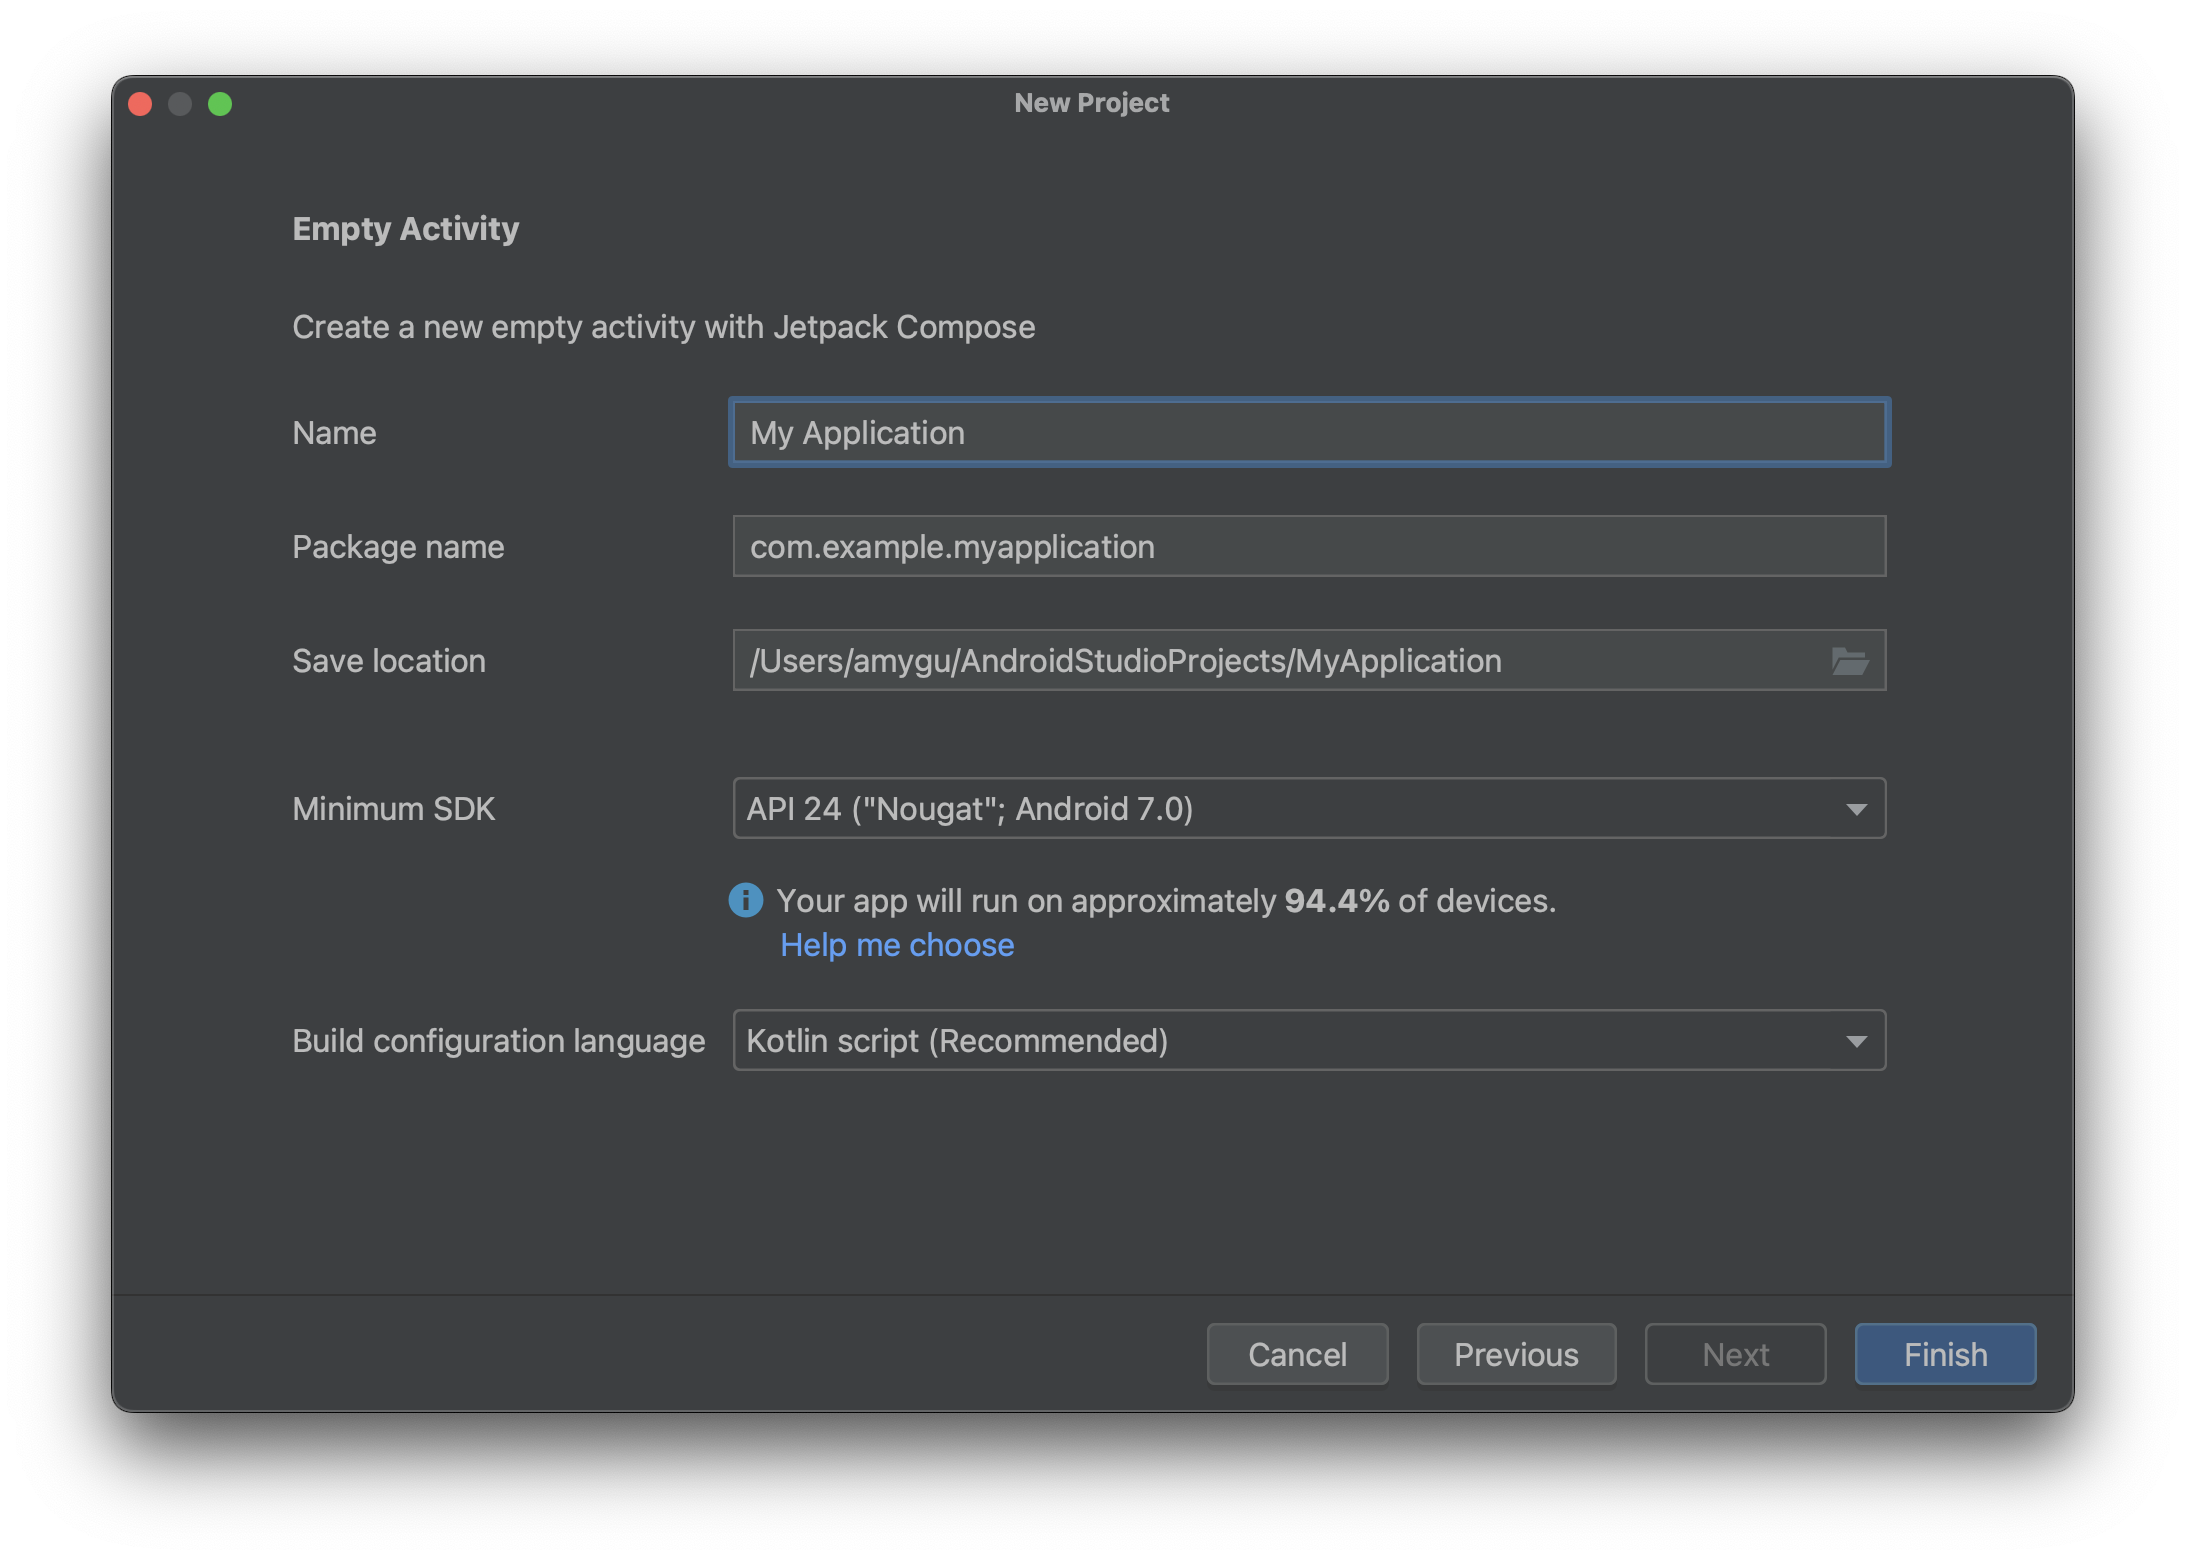 New Project
Empty Activity
Create a new empty activity with Jetpack Compose
Name My Application
Package name com.example.myapplication
Save location /Users/amygu/AndroidStudioProjects/MyApplication
Minimum SDK API 24 ("Nougat"; Android 7.0)
Your app will run on approximately 94.4% of devices.
Help me choose
Build configuration language Kotlin script (Recommended)
Cancel Previous Next Finish